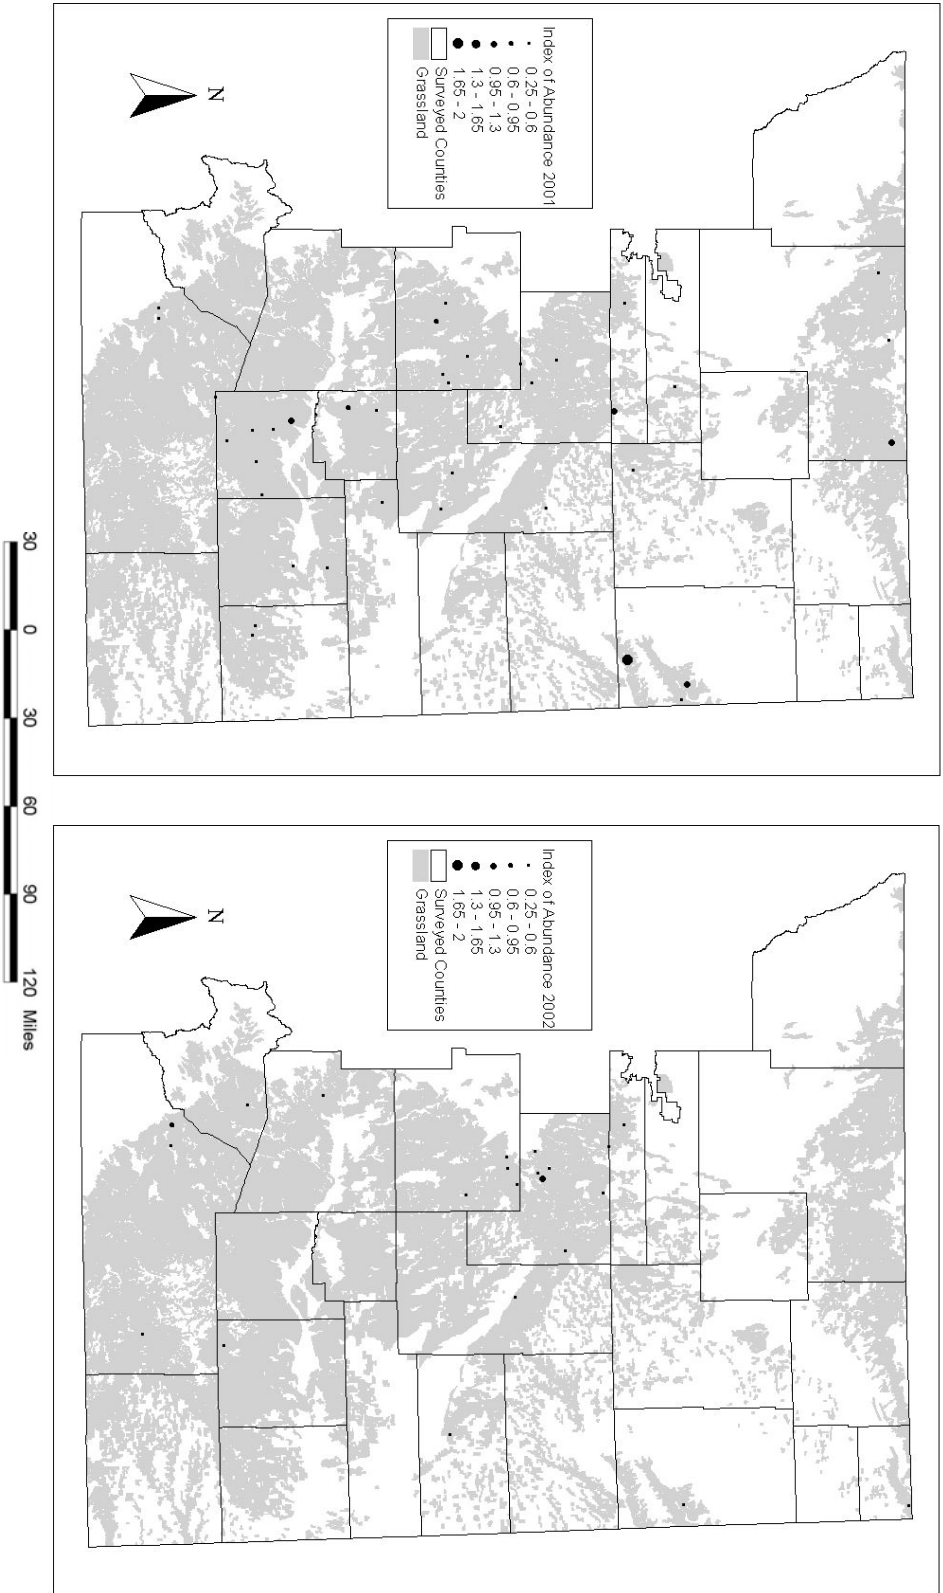 Index of Abundance 2001
0.25 - 0.6
0.6 - 0.95
0.95 - 1.3
1.3 - 1.65
1.65 - 2
Surveyed Counties
Grassland
N
Index of Abundance 2002
0.25 - 0.6
0.6 - 0.95
0.95 - 1.3
1.3 - 1.65
1.65 - 2
Surveyed Counties
Grassland
N
30 0 30 60 90 120 Miles